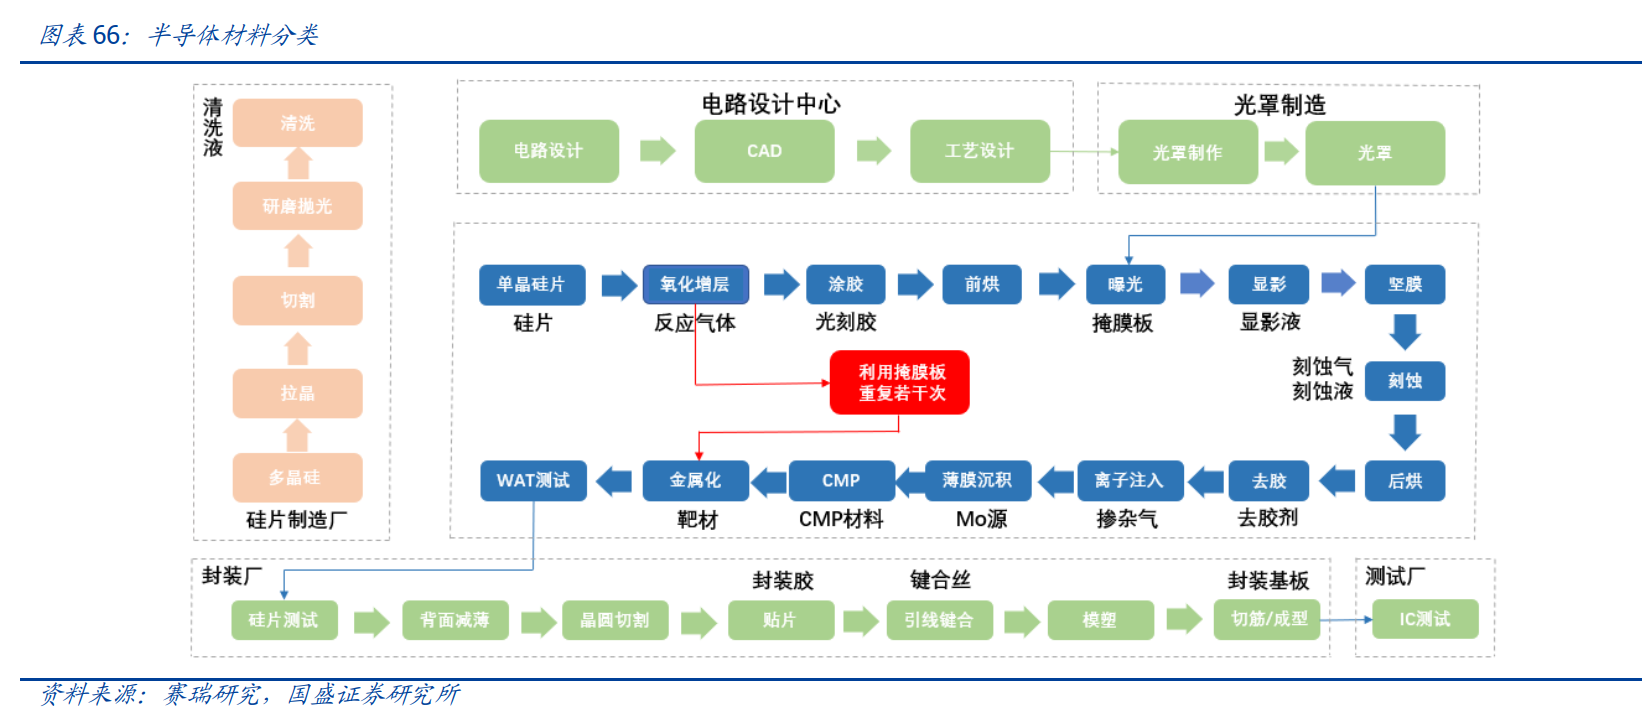 图表 66：半导体材料分类
清洗液
清洗
研磨抛光
切割
拉晶
多晶硅
硅片制造厂
电路设计中心
电路设计
CAD
工艺设计
光罩制造
光罩制作
光罩
单晶硅片
氧化增层
涂胶
前烘
曝光
显影
坚膜
硅片
反应气体
光刻胶
掩膜板
显影液
利用掩膜板
重复若干次
刻蚀气
刻蚀液
刻蚀
WAT测试
金属化
CMP
薄膜沉积
离子注入
去胶
后烘
靶材
CMP材料
Mo源
掺杂气
去胶剂
封装厂
封装胶
键合丝
封装基板
硅片测试
背面减薄
晶圆切割
贴片
引线键合
模塑
切筋/成型
测试厂
IC测试
资料来源：赛瑞研究，国盛证券研究所